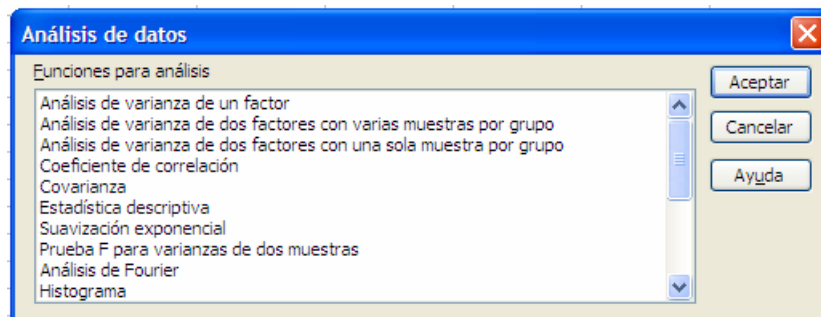 Análisis de datos
Funciones para análisis
Análisis de varianza de un factor
Análisis de varianza de dos factores con varias muestras por grupo
Análisis de varianza de dos factores con una sola muestra por grupo
Coeficiente de correlación
Covarianza
Estadística descriptiva
Suavización exponencial
Prueba F para varianzas de dos muestras
Análisis de Fourier
Histograma
Aceptar
Cancelar
Ayuda